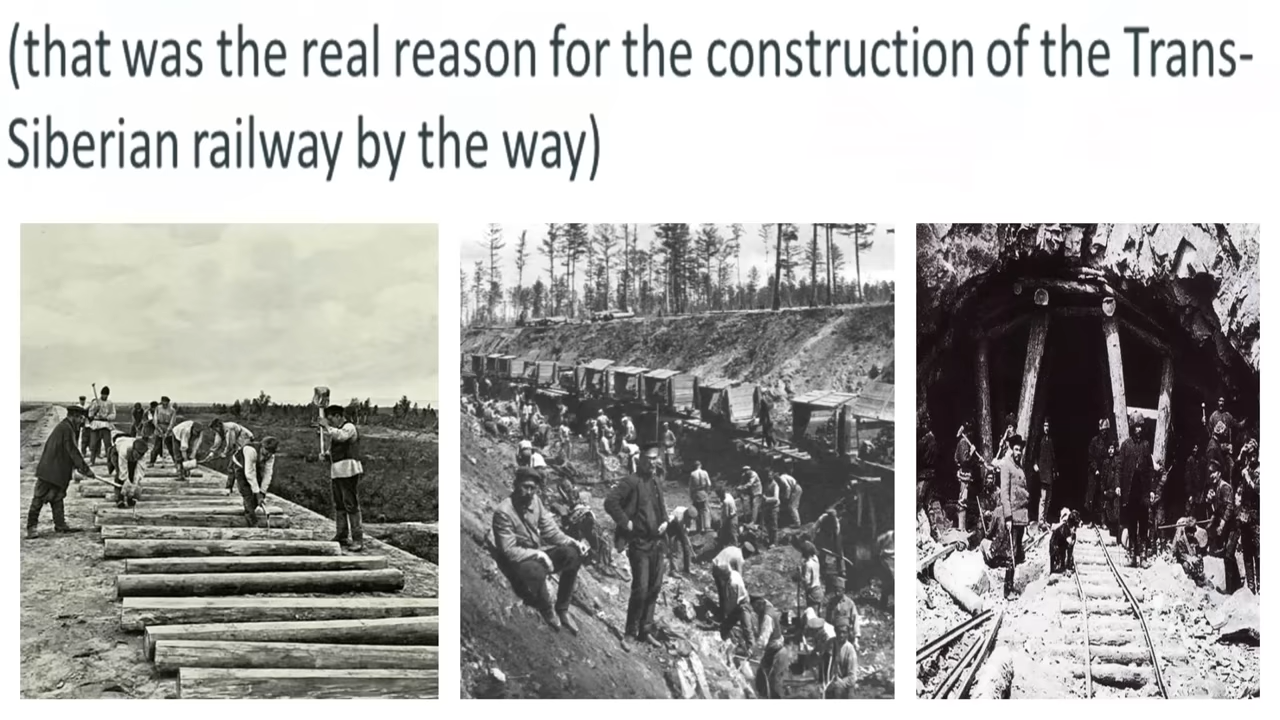 (that was the real reason for the construction of the Trans-
Siberian railway by the way)